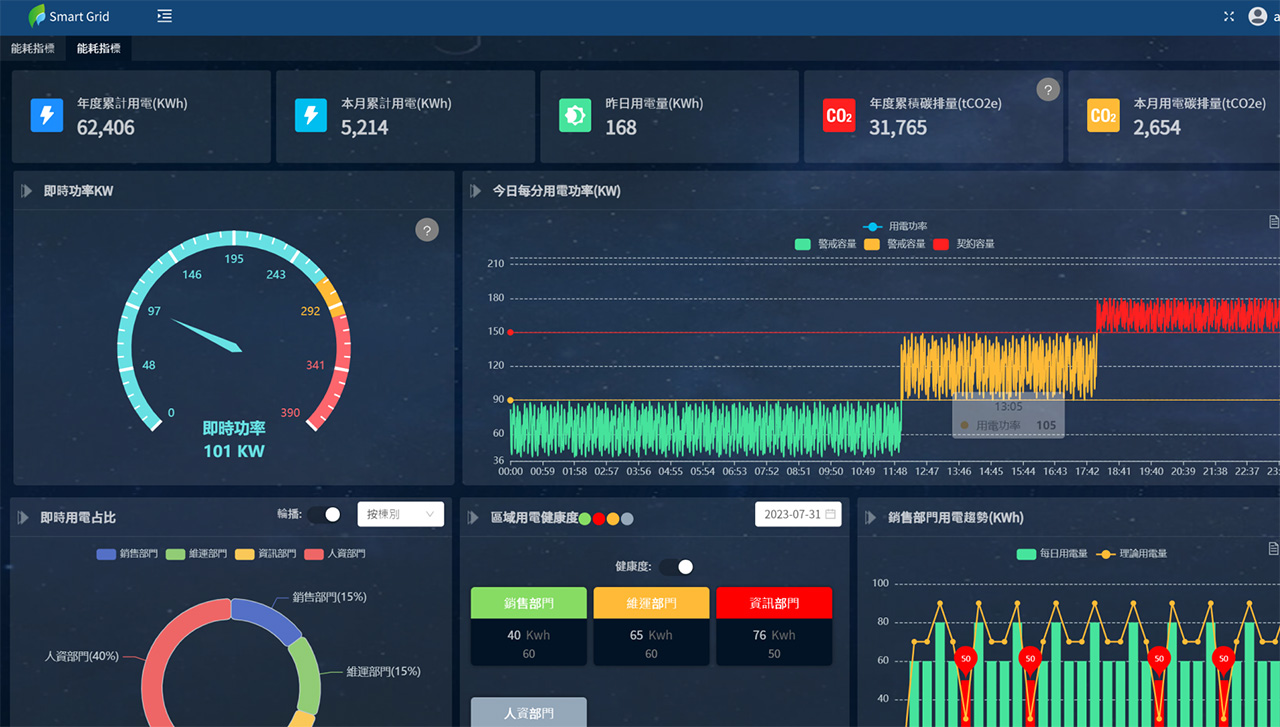 Smart Grid
a
能耗指標 能耗指標
年度累計用電(KWh)
62,406
本月累計用電(KWh)
5,214
昨日用電量(KWh)
168
年度累積碳排量(tCO2e)
31,765
?
本月用電碳排量(tCO2e)
2,654
CO2
CO2
即時功率KW
?
195
146
243
97
292
48
341
0
390
即時功率
101 KW
今日每分用電功率(KW)
用電功率
警戒容量 警戒容量 契約容量
210
180
150
120
90
60
36
13:05
用電功率 105
00:00 00:59 01:58 02:57 03:56 04:55 05:54 06:53 07:52 08:51 09:50 10:49 11:48 12:47 13:46 14:45 15:44 16:43 17:42 18:41 19:40 20:39 21:38 22:37 23:
即時用電占比
輪播:
按棟別
銷售部門 維運部門 資訊部門 人資部門
銷售部門(15%)
人資部門(40%)
維運部門(15%)
區域用電健康度
2023-07-31
健康度:
銷售部門
40 Kwh
60
維運部門
65 Kwh
60
資訊部門
76 Kwh
50
人資部門
銷售部門用電趨勢(KWh)
每日用電量 理論用電量
100
80
60
40
50 50 50 50